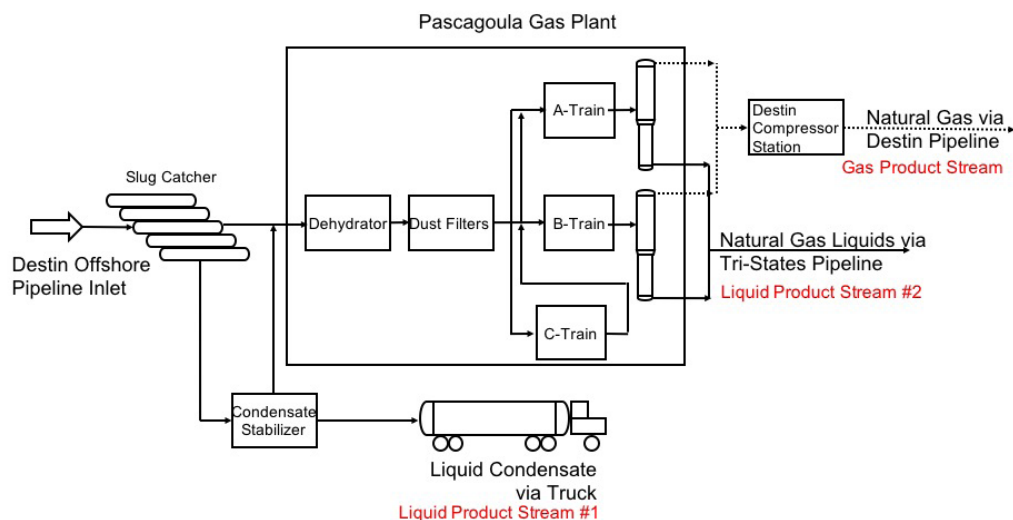 Pascagoula Gas Plant
Slug Catcher
Destin Offshore
Pipeline Inlet
Dehydrator
Dust Filters
A-Train
B-Train
C-Train
Destin
Compressor
Station
Natural Gas via
Destin Pipeline
Gas Product Stream
Natural Gas Liquids via
Tri-States Pipeline
Liquid Product Stream #2
Condensate
Stabilizer
Liquid Condensate
via Truck
Liquid Product Stream #1